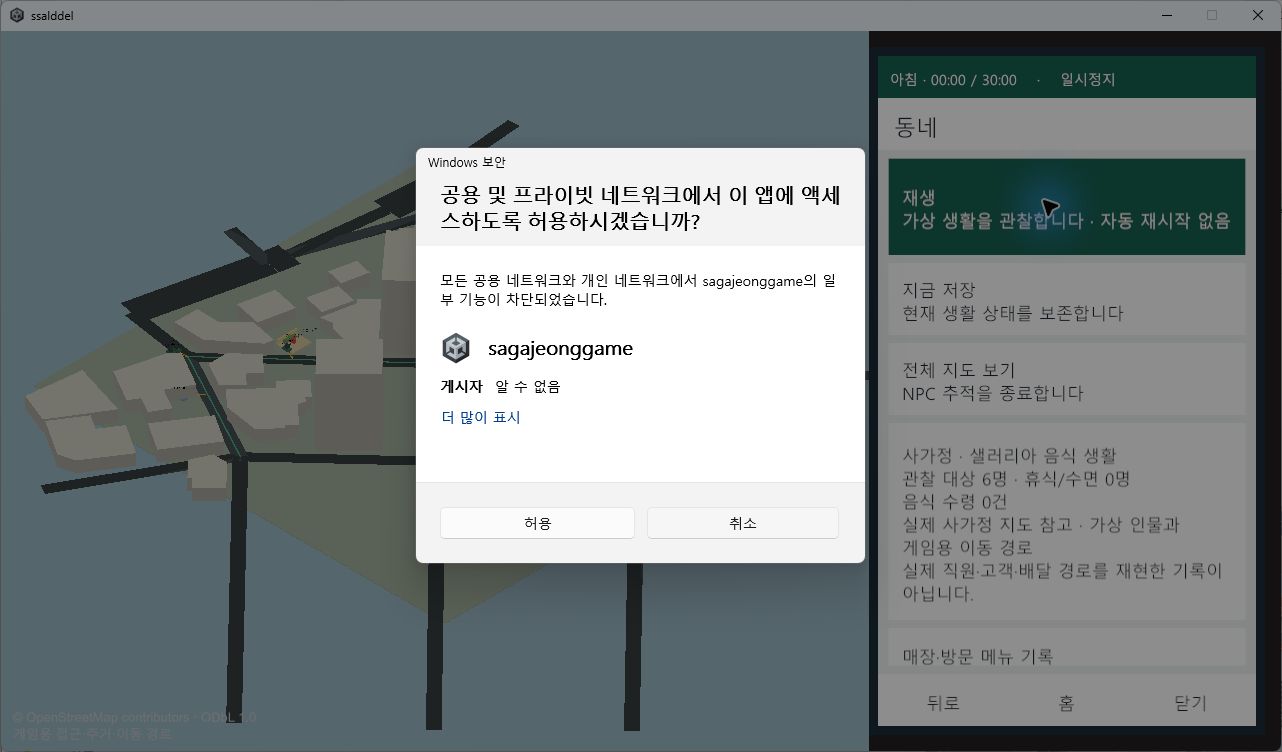 ssalddel
아침 · 00:00 / 30:00 · 일시정지
동네
재생
가상 생활을 관찰합니다 · 자동 재시작 없음
지금 저장
현재 생활 상태를 보존합니다
전체 지도 보기
NPC 추적을 종료합니다
사가정 · 샐러리아 음식 생활
관찰 대상 6명 · 휴식/수면 0명
음식 수령 0건
실제 사가정 지도 참고 · 가상 인물과
게임용 이동 경로
실제 직원·고객·배달 경로를 재현한 기록이
아닙니다.
매장·방문 메뉴 기록
뒤로 홈 닫기
Windows 보안
공용 및 프라이빗 네트워크에서 이 앱에 액세
스하도록 허용하시겠습니까?
모든 공용 네트워크와 개인 네트워크에서 sagajeonggame의 일
부 기능이 차단되었습니다.
sagajeonggame
게시자 알 수 없음
더 많이 표시
허용 취소
© OpenStreetMap contributors · ODbL 1.0
게임용 접근·주거·이동 경로